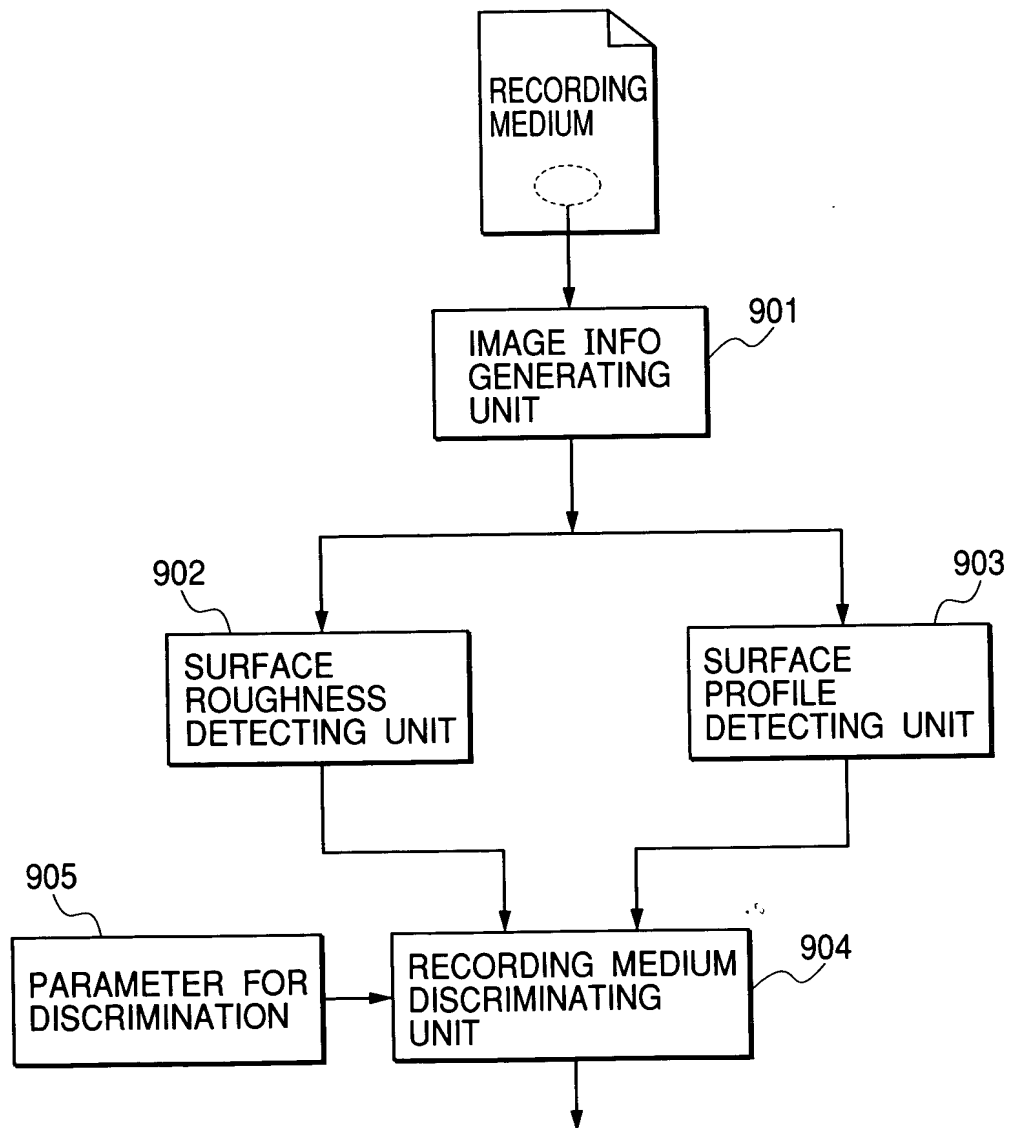 RECORDING
MEDIUM
901
IMAGE INFO
GENERATING
UNIT
902
903
SURFACE
ROUGHNESS
DETECTING UNIT
SURFACE
PROFILE
DETECTING UNIT
905
904
PARAMETER FOR
DISCRIMINATION
RECORDING MEDIUM
DISCRIMINATING
UNIT